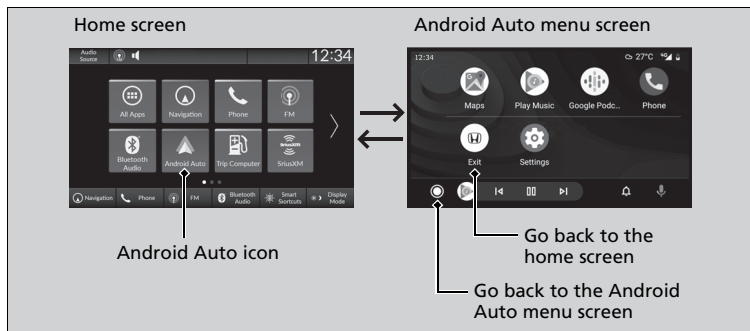 Home screen
Android Auto menu screen
Audio
Source
12:34
All Apps
Navigation
Phone
FM
Bluetooth
Audio
Android Auto
Trip Computer
SiriusXM
SiriusXM
Navigation
Phone
FM
Bluetooth
Audio
Smart
Shortcuts
Display
Mode
12:34
27°C
4G
Maps
Play Music
Google Podc..
Phone
Exit
Settings
Android Auto icon
Go back to the
home screen
Go back to the Android
Auto menu screen